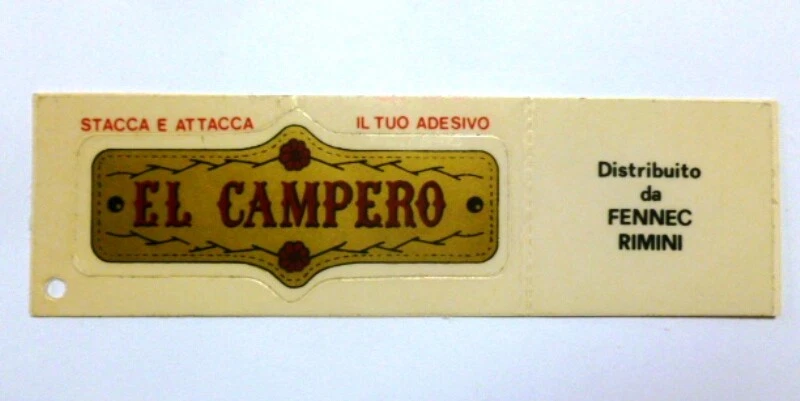 STACCA E ATTACCA IL TUO ADESIVO
EL CAMPERO
Distribuito
da
FENNEC
RIMINI